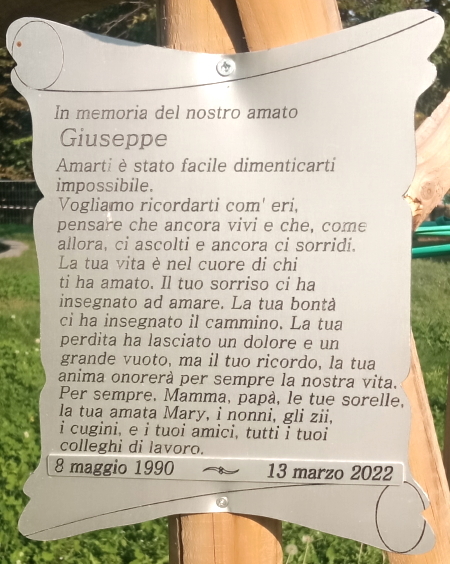 In memoria del nostro amato
Giuseppe
Amarti è stato facile dimenticarti
impossibile.
Vogliamo ricordarti com' eri,
pensare che ancora vivi e che, come
allora, ci ascolti e ancora ci sorridi.
La tua vita è nel cuore di chi
ti ha amato. Il tuo sorriso ci ha
insegnato ad amare. La tua bontà
ci ha insegnato il cammino. La tua
perdita ha lasciato un dolore e un
grande vuoto, ma il tuo ricordo, la tua
anima onorerà per sempre la nostra vita.
Per sempre, Mamma, papà, le tue sorelle,
la tua amata Mary, i nonni, gli zii,
i cugini, e i tuoi amici, tutti i tuoi
colleghi di lavoro.
8 maggio 1990 13 marzo 2022